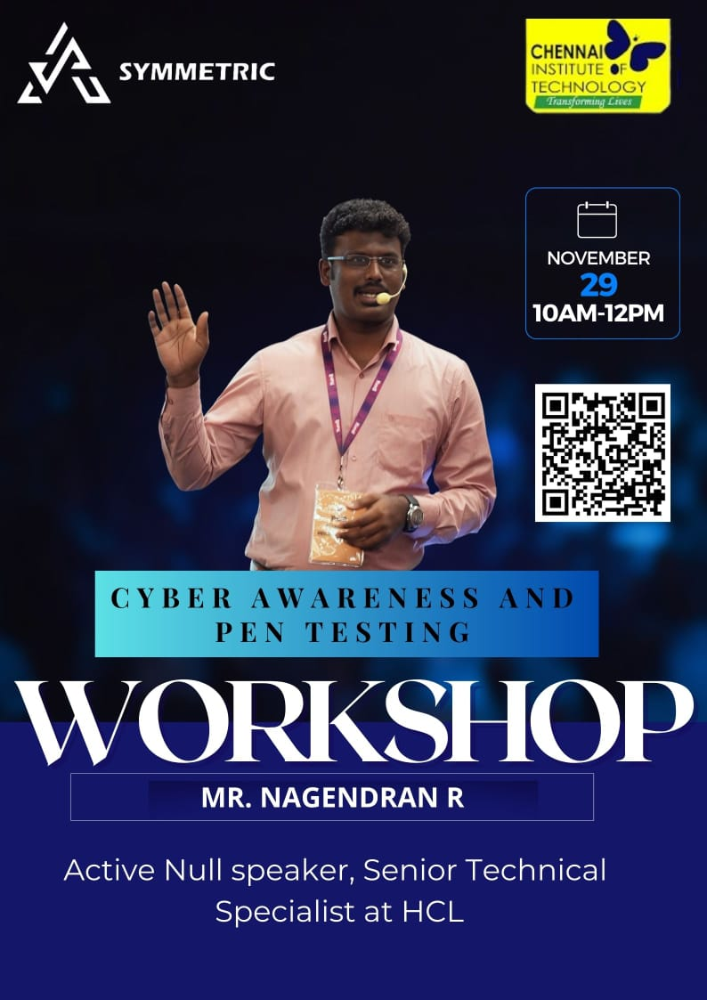 SYMMETRIC
CHENNAI
INSTITUTE OF
TECHNOLOGY
Transforming Lives
NOVEMBER
29
10AM-12PM
CYBER AWARENESS AND
PEN TESTING
WORKSHOP
MR. NAGENDRAN R
Active Null speaker, Senior Technical
Specialist at HCL